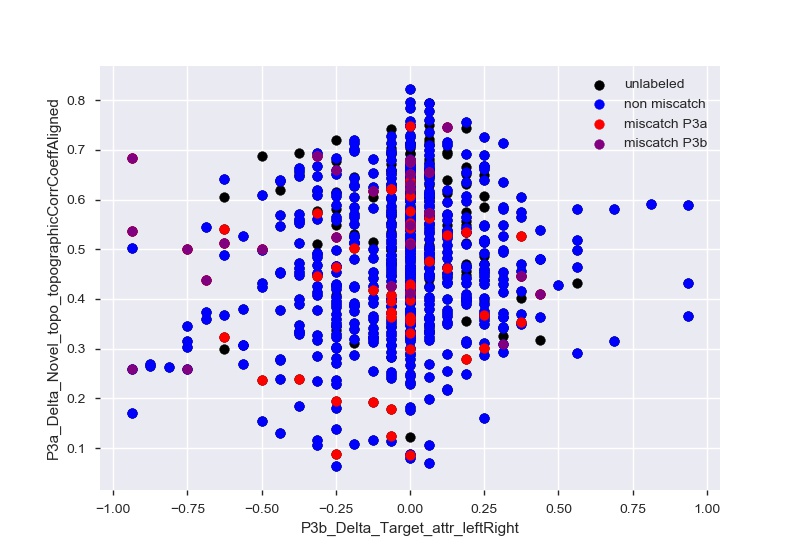 unlabeled
non miscatch
miscatch P3a
miscatch P3b
0.8
0.7
0.6
0.5
0.4
0.3
0.2
0.1
P3a_Delta_Novel_topo_topographicCorrCoeffAligned
−1.00 −0.75 −0.50 −0.25 0.00 0.25 0.50 0.75 1.00
P3b_Delta_Target_attr_leftRight